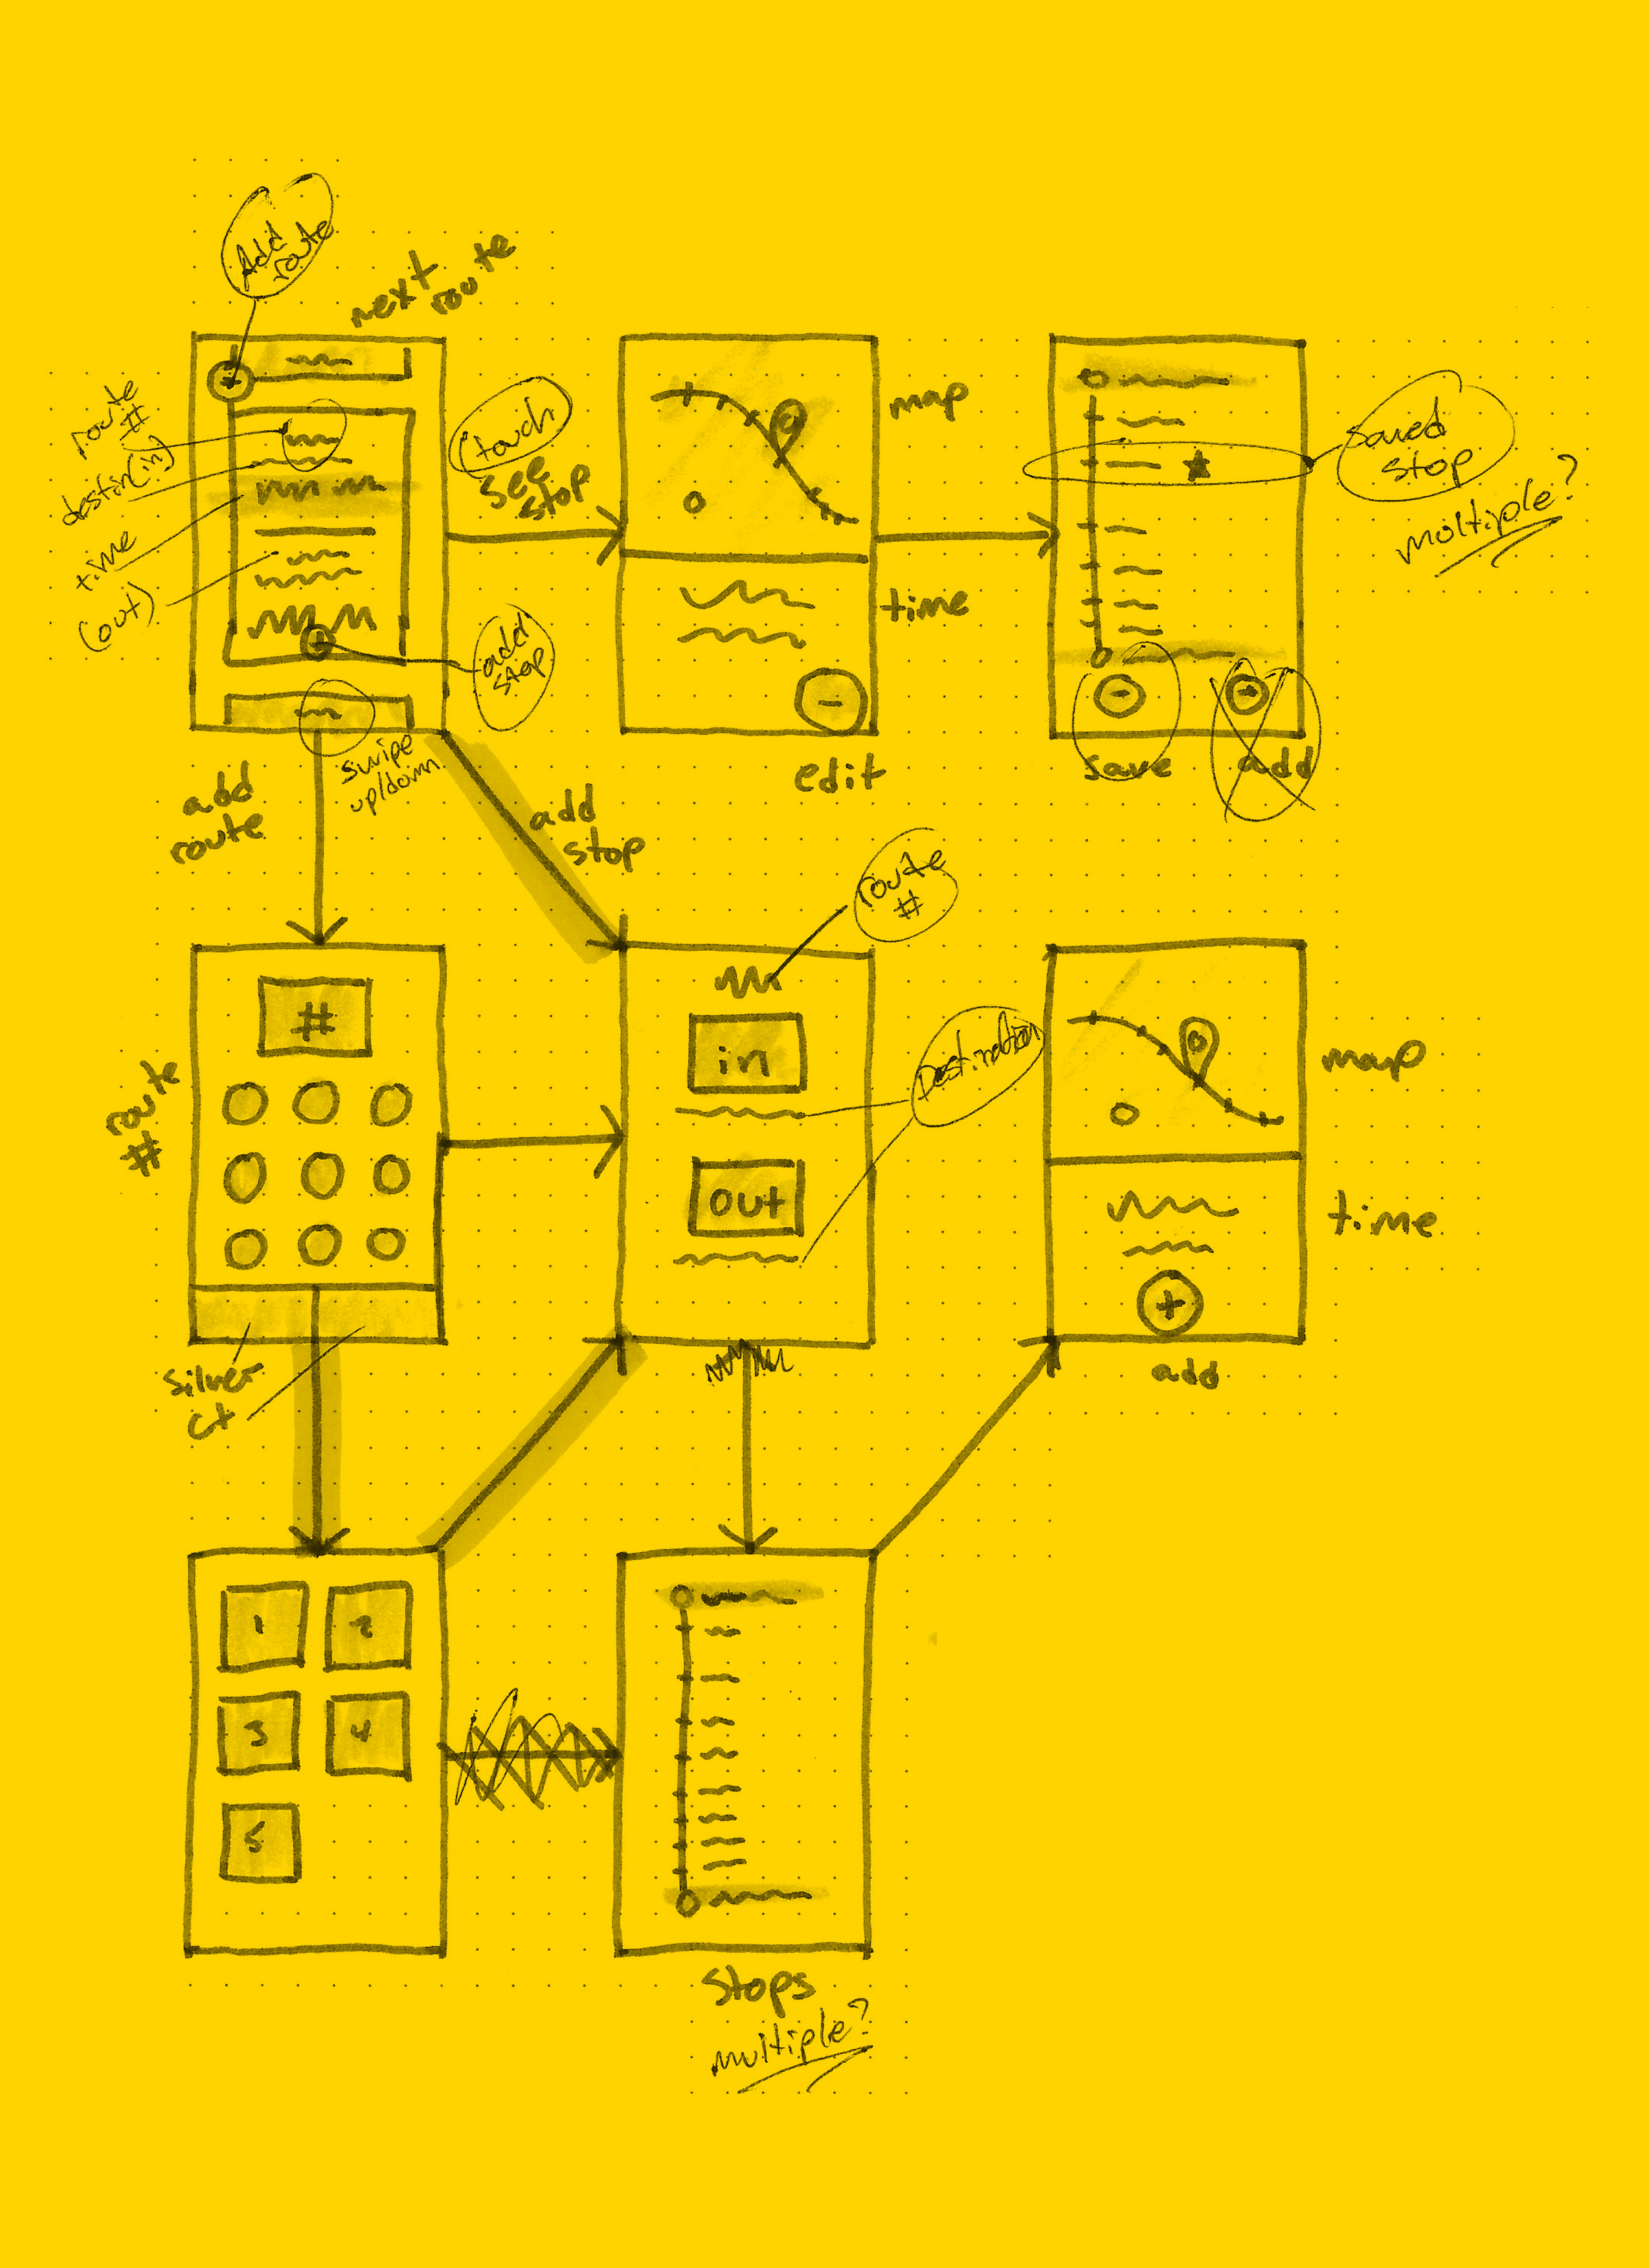 Add
route
next
route
route
#
destin(in)
time
(out)
(touch)
see
stop
add
stop
swipe
up/down
map
time
edit
saved
stop
multiple?
save
add
add
route
add
stop
route
#
#
route
#
in
out
Destination
map
time
add
silver
ct
1
2
3
4
5
stops
multiple?